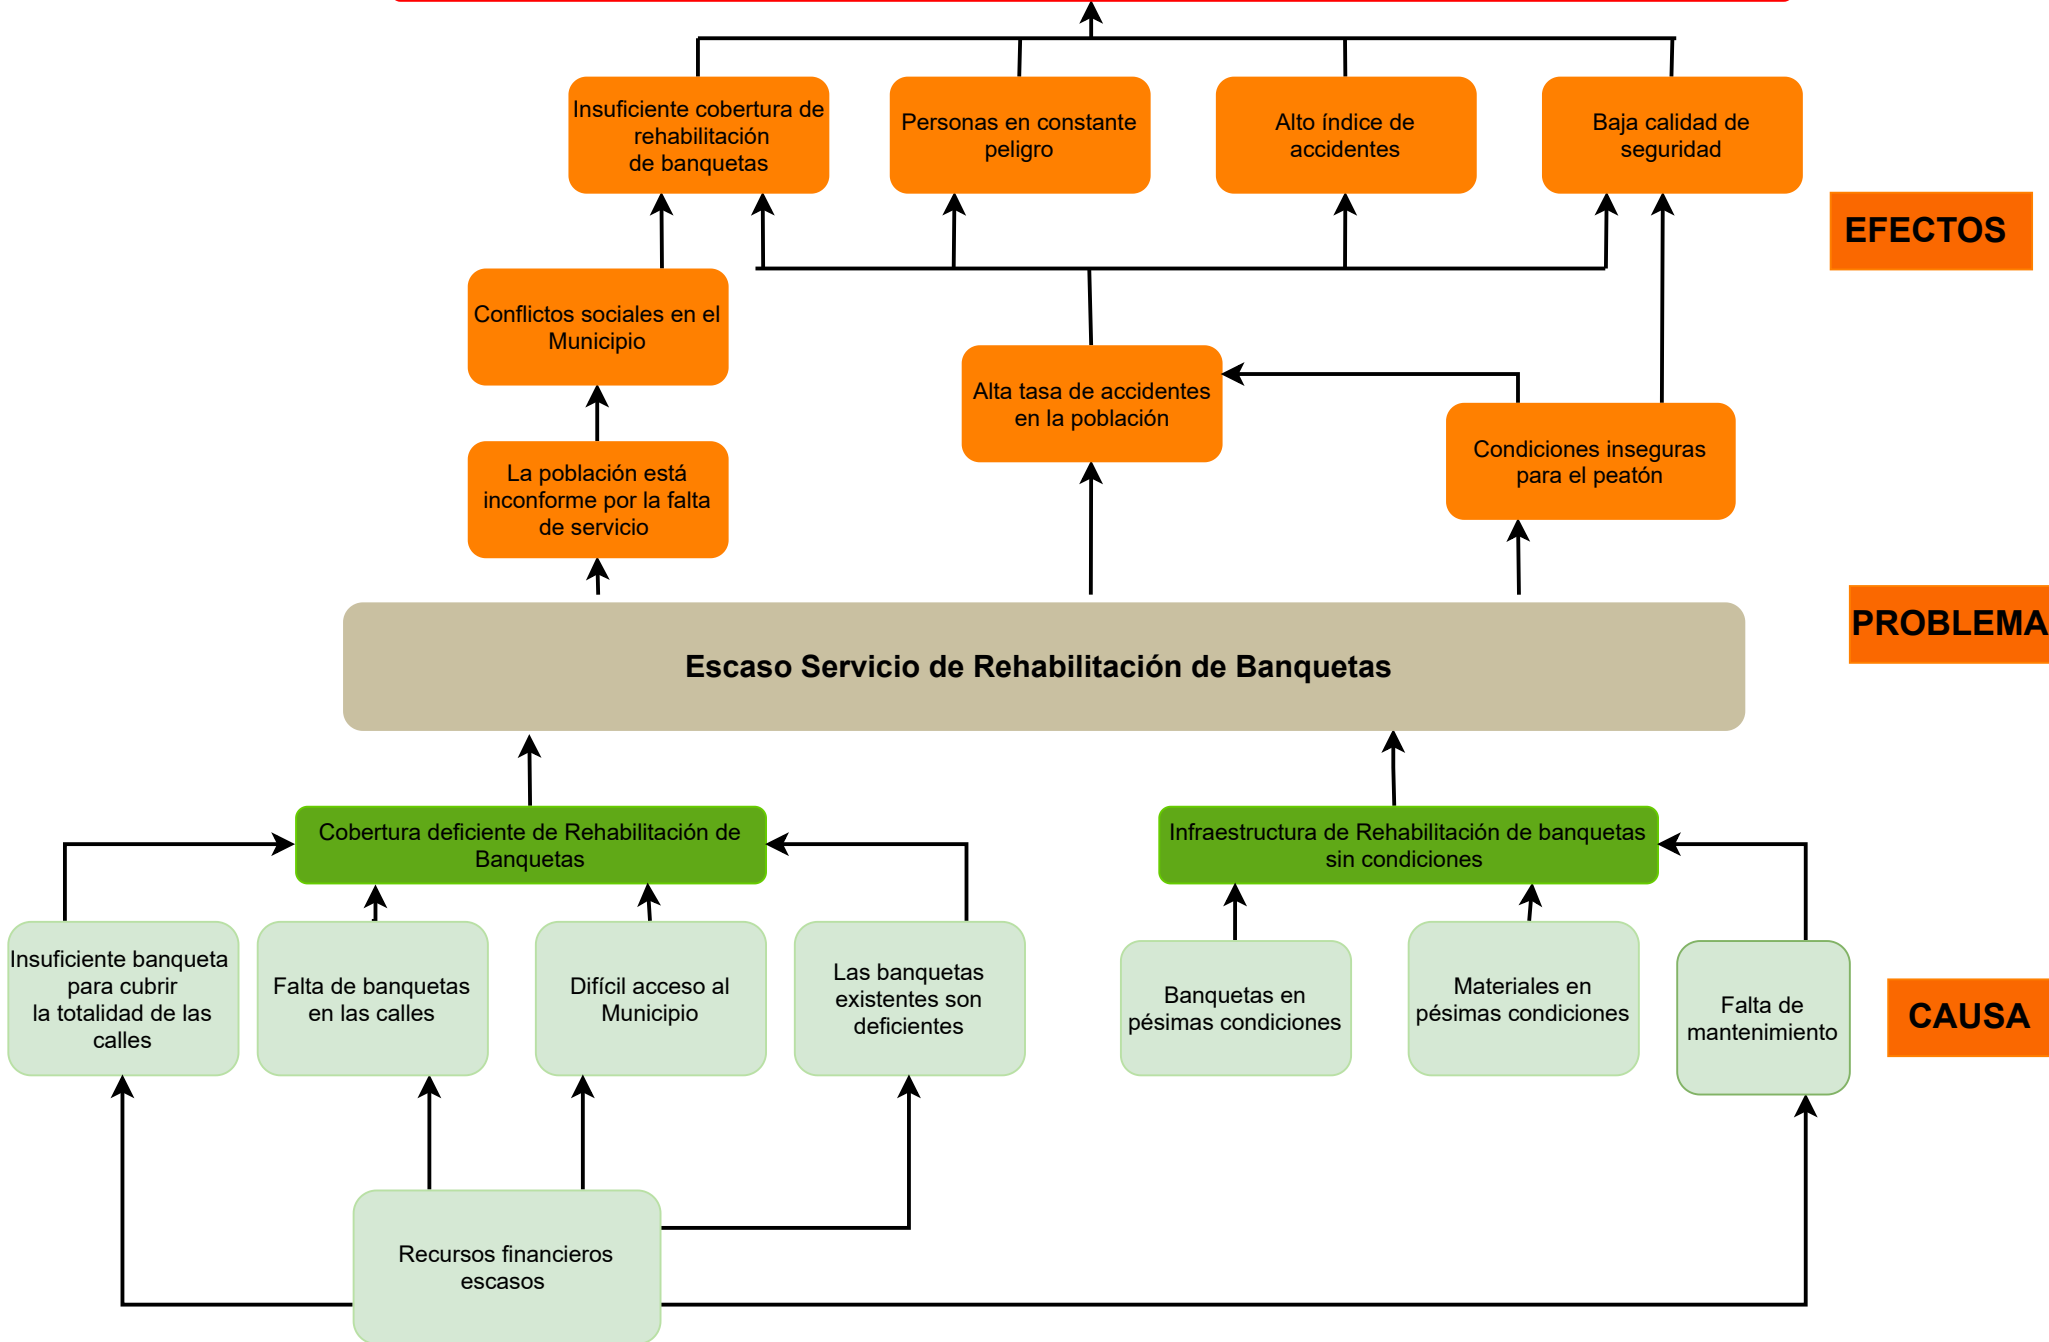 Insuficiente cobertura de
rehabilitación
de banquetas
Personas en constante
peligro
Alto índice de
accidentes
Baja calidad de
seguridad
EFECTOS
Conflictos sociales en el
Municipio
Alta tasa de accidentes
en la población
Condiciones inseguras
para el peatón
La población está
inconforme por la falta
de servicio
PROBLEMA
Escaso Servicio de Rehabilitación de Banquetas
Cobertura deficiente de Rehabilitación de
Banquetas
Infraestructura de Rehabilitación de banquetas
sin condiciones
Insuficiente banqueta
para cubrir
la totalidad de las
calles
Falta de banquetas
en las calles
Difícil acceso al
Municipio
Las banquetas
existentes son
deficientes
Banquetas en
pésimas condiciones
Materiales en
pésimas condiciones
Falta de
mantenimiento
CAUSA
Recursos financieros
escasos